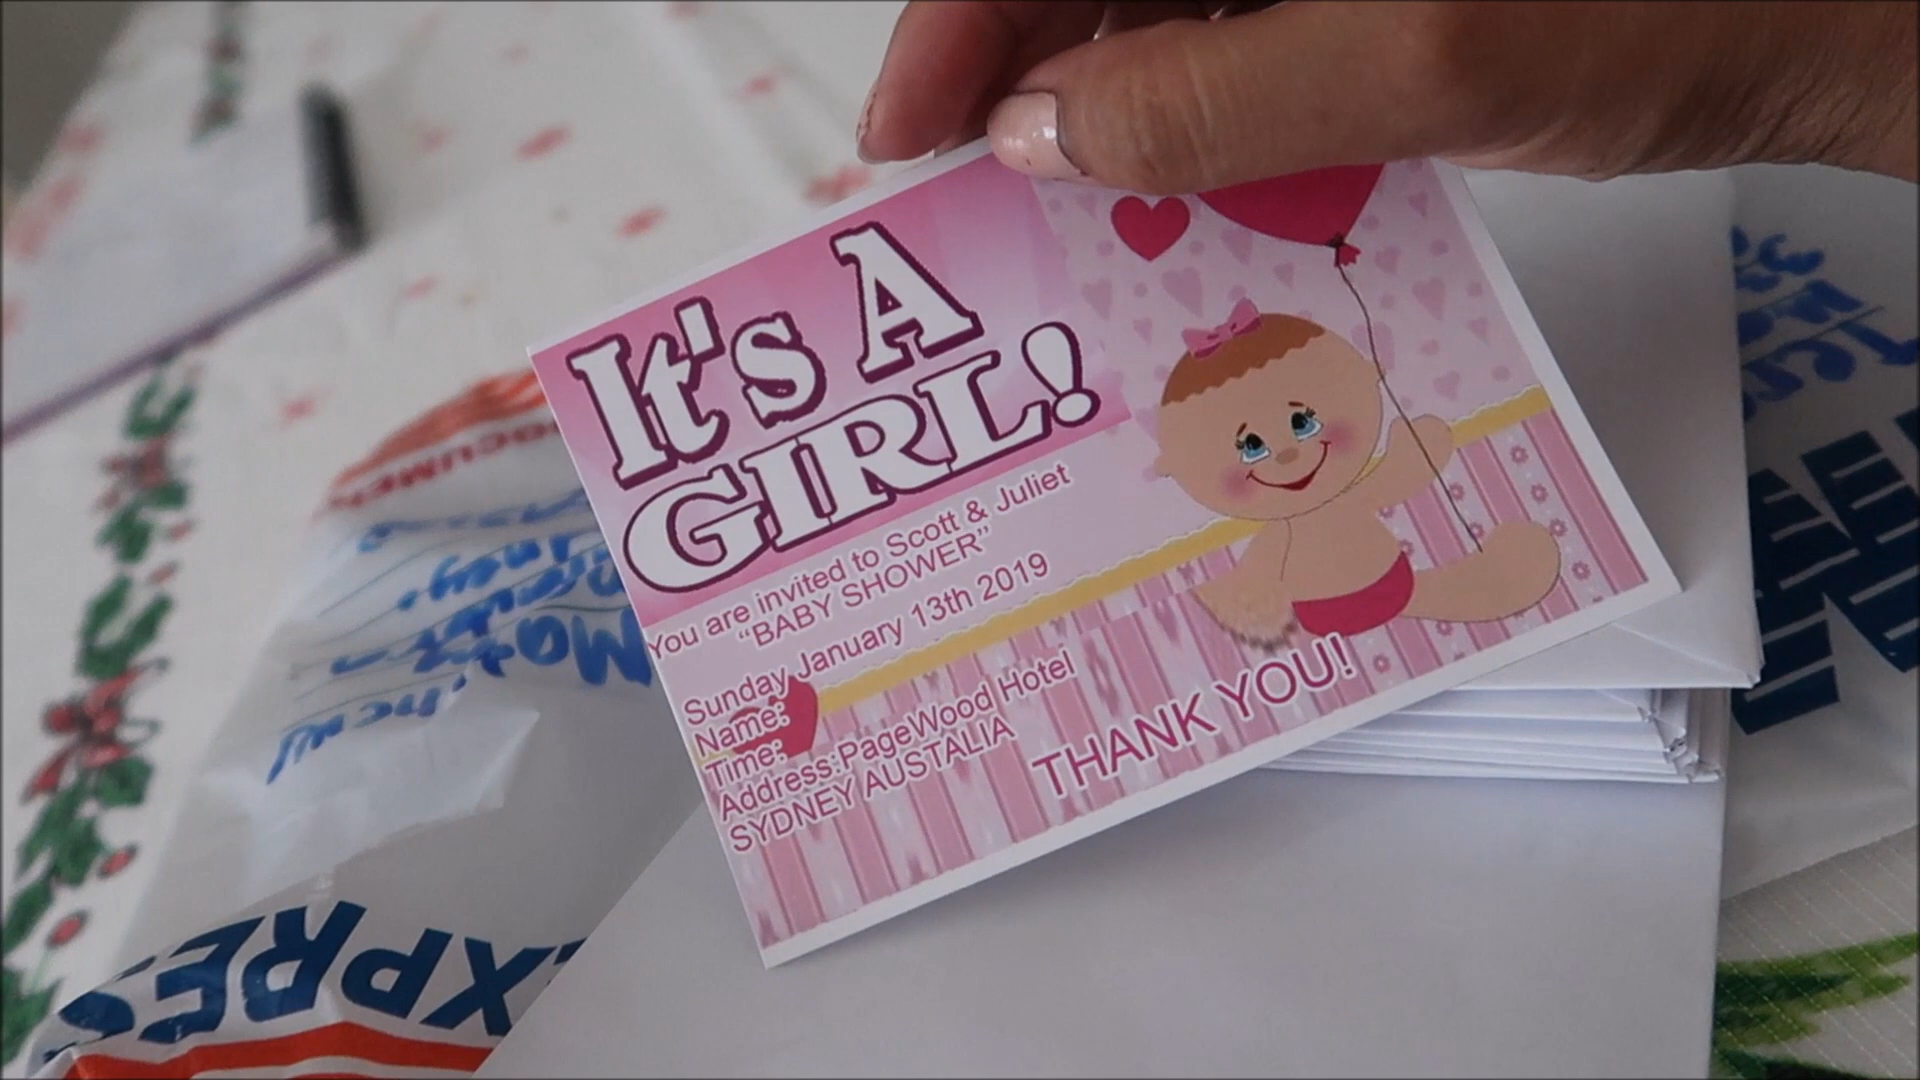 It's A
GIRL!
You are invited to Scott & Juliet
“BABY SHOWER”
Sunday January 13th 2019
Name:
Time:
Address:PageWood Hotel
SYDNEY AUSTALIA
THANK YOU!